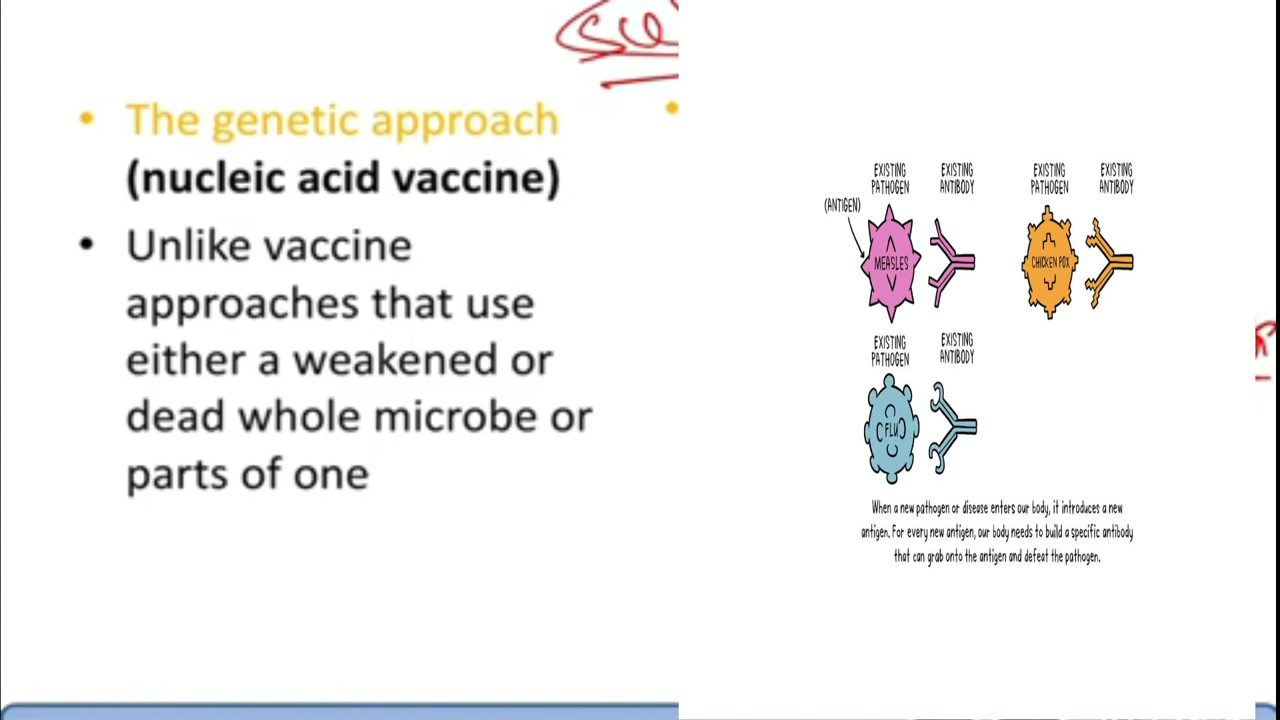 • The genetic approach
(nucleic acid vaccine)
• Unlike vaccine
approaches that use
either a weakened or
dead whole microbe or
parts of one
EXISTING PATHOGEN
EXISTING ANTIBODY
EXISTING PATHOGEN
EXISTING ANTIBODY
(ANTIGEN)
MEASLES
CHICKEN POX
EXISTING PATHOGEN
EXISTING ANTIBODY
FLU
When a new pathogen or disease enters our body, it introduces a new
antigen. For every new antigen, our body needs to build a specific antibody
that can grab onto the antigen and defeat the pathogen.